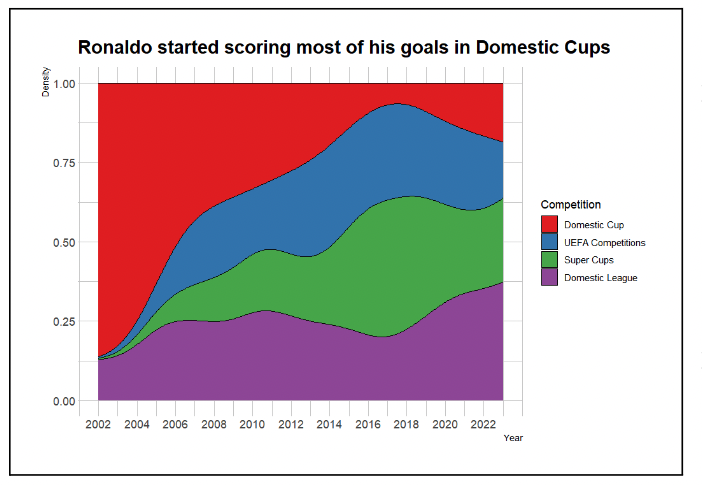 Ronaldo started scoring most of his goals in Domestic Cups
Density
1.00
0.75
0.50
0.25
0.00
2002 2004 2006 2008 2010 2012 2014 2016 2018 2020 2022
Year
Competition
Domestic Cup
UEFA Competitions
Super Cups
Domestic League